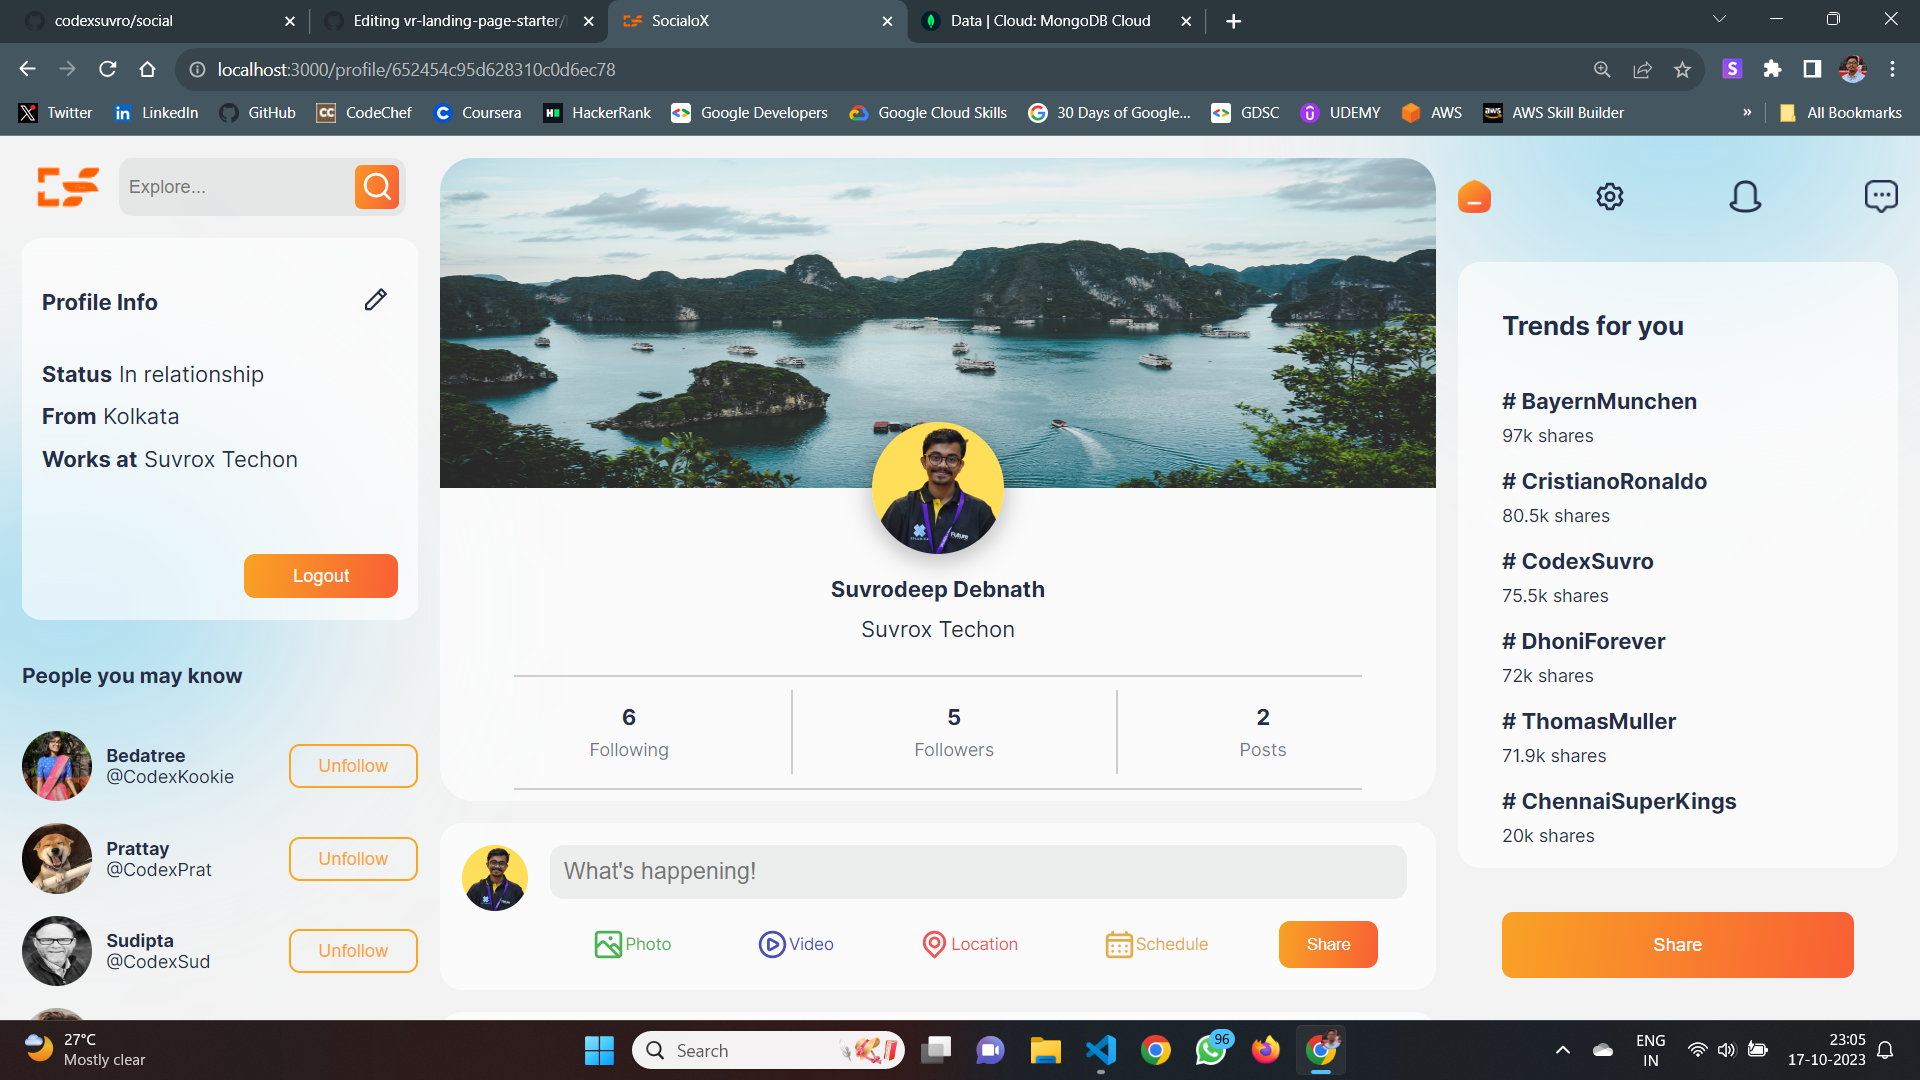 codexsuvro/social
Editing vr-landing-page-starter/
SocialoX
Data | Cloud: MongoDB Cloud
localhost:3000/profile/652454c95d628310c0d6ec78
Twitter
LinkedIn
GitHub
CodeChef
Coursera
HackerRank
Google Developers
Google Cloud Skills
30 Days of Google...
GDSC
UDEMY
AWS
AWS Skill Builder
»
All Bookmarks
Explore...
Profile Info
Status In relationship
From Kolkata
Works at Suvrox Techon
Logout
People you may know
Bedatree
@CodexKookie
Unfollow
Prattay
@CodexPrat
Unfollow
Sudipta
@CodexSud
Unfollow
Suvrodeep Debnath
Suvrox Techon
6
Following
5
Followers
2
Posts
What's happening!
Photo
Video
Location
Schedule
Share
Trends for you
# BayernMunchen
97k shares
# CristianoRonaldo
80.5k shares
# CodexSuvro
75.5k shares
# DhoniForever
72k shares
# ThomasMuller
71.9k shares
# ChennaiSuperKings
20k shares
Share
27°C
Mostly clear
Search
96
ENG
IN
23:05
17-10-2023